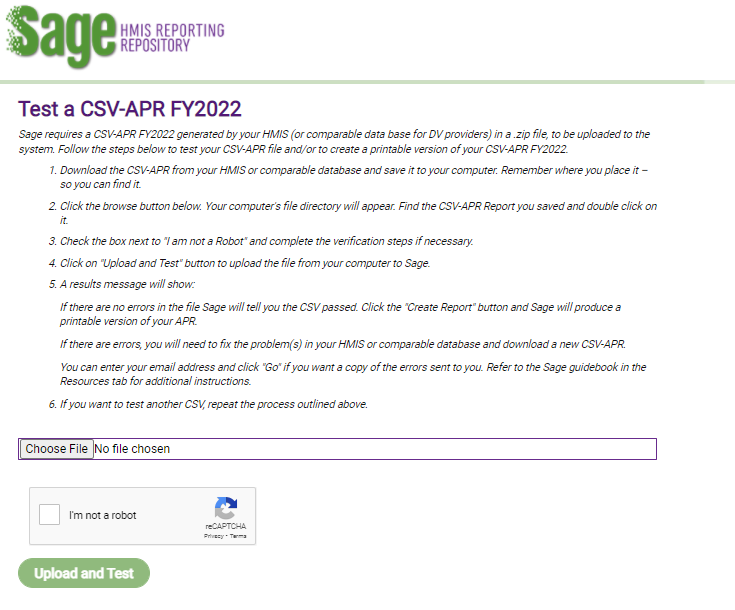 Sage HMIS REPORTING
REPOSITORY
Test a CSV-APR FY2022
Sage requires a CSV-APR FY2022 generated by your HMIS (or comparable data base for DV providers) in a .zip file, to be uploaded to the
system. Follow the steps below to test your CSV-APR file and/or to create a printable version of your CSV-APR FY2022.
1. Download the CSV-APR from your HMIS or comparable database and save it to your computer. Remember where you place it –
so you can find it.
2. Click the browse button below. Your computer's file directory will appear. Find the CSV-APR Report you saved and double click on
it.
3. Check the box next to "I am not a Robot" and complete the verification steps if necessary.
4. Click on "Upload and Test" button to upload the file from your computer to Sage.
5. A results message will show:
If there are no errors in the file Sage will tell you the CSV passed. Click the "Create Report" button and Sage will produce a
printable version of your APR.
If there are errors, you will need to fix the problem(s) in your HMIS or comparable database and download a new CSV-APR.
You can enter your email address and click "Go" if you want a copy of the errors sent to you. Refer to the Sage guidebook in the
Resources tab for additional instructions.
6. If you want to test another CSV, repeat the process outlined above.
Choose File No file chosen
I'm not a robot
reCAPTCHA
Privacy - Terms
Upload and Test